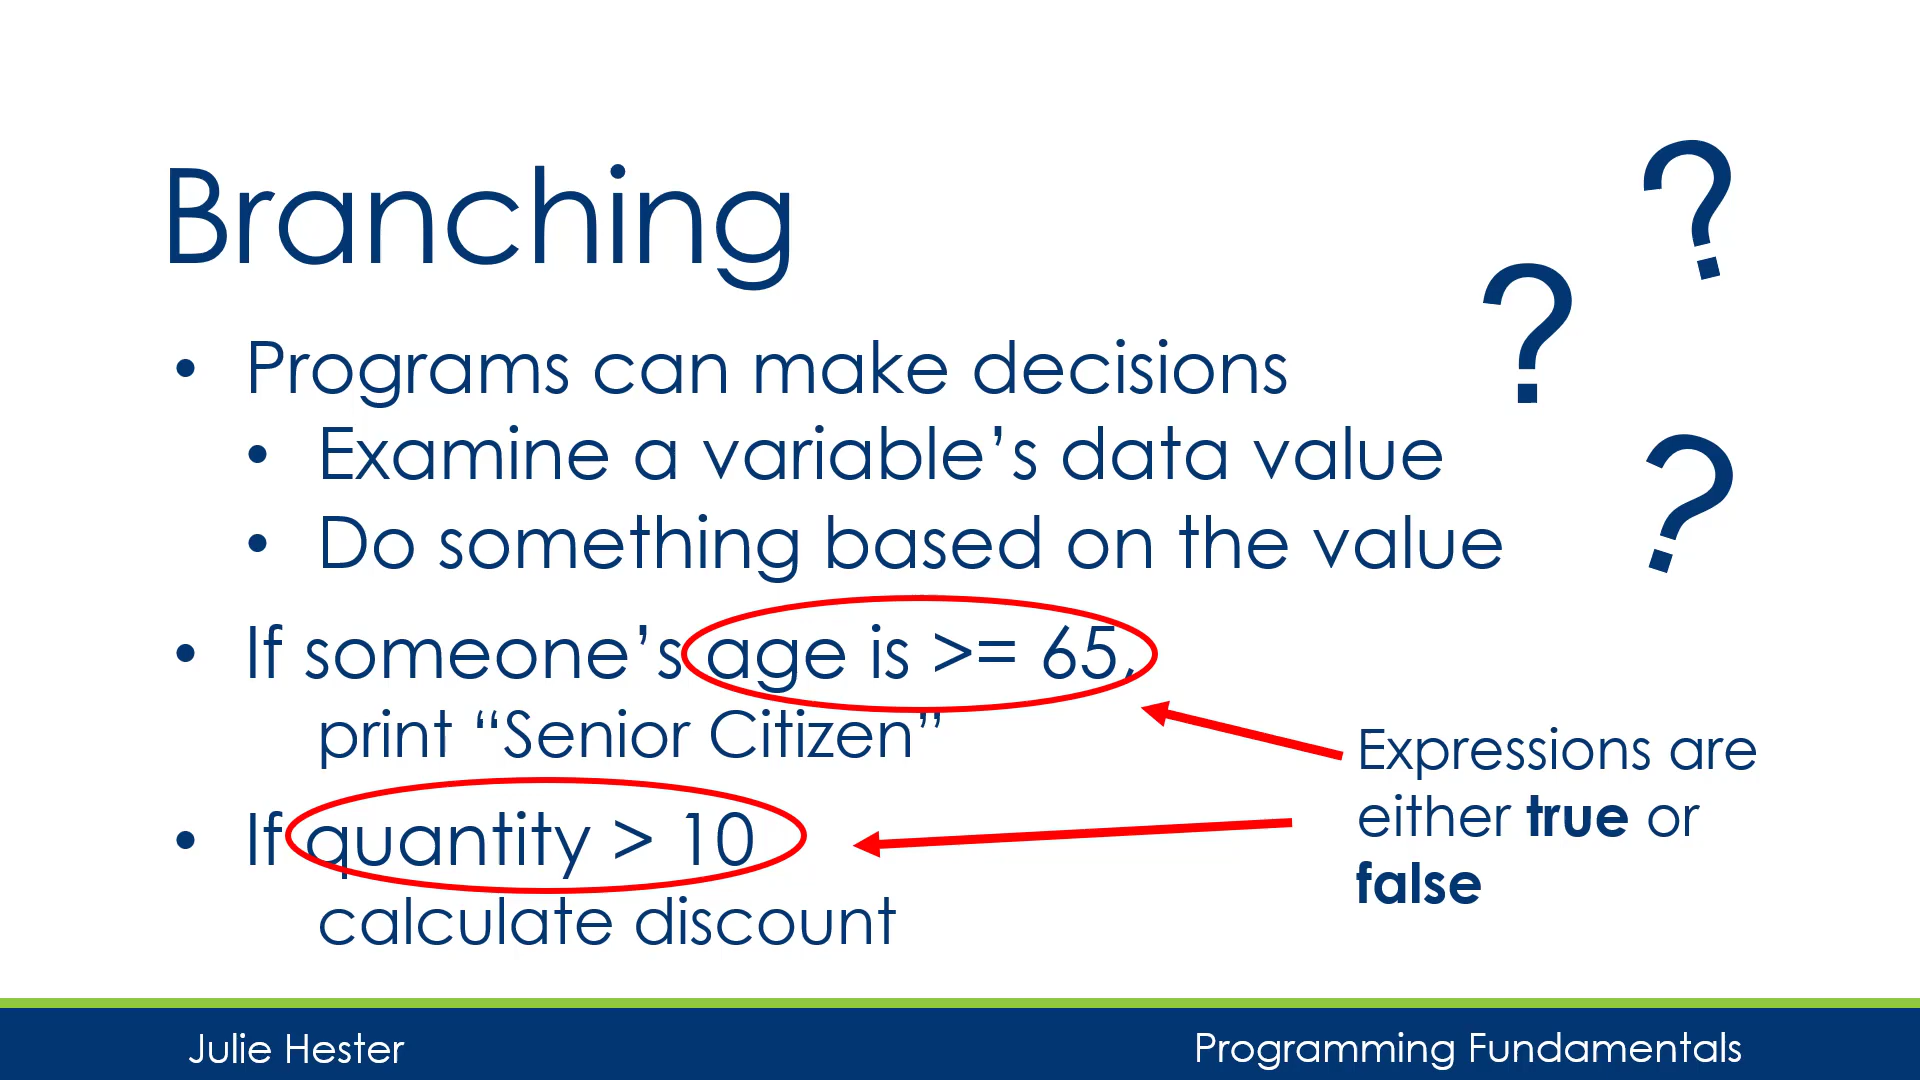 Branching
?
?
?
• Programs can make decisions
• Examine a variable’s data value
• Do something based on the value
• If someone’s age is >= 65,
print “Senior Citizen”
• If quantity > 10
calculate discount
Expressions are
either true or
false
Julie Hester
Programming Fundamentals